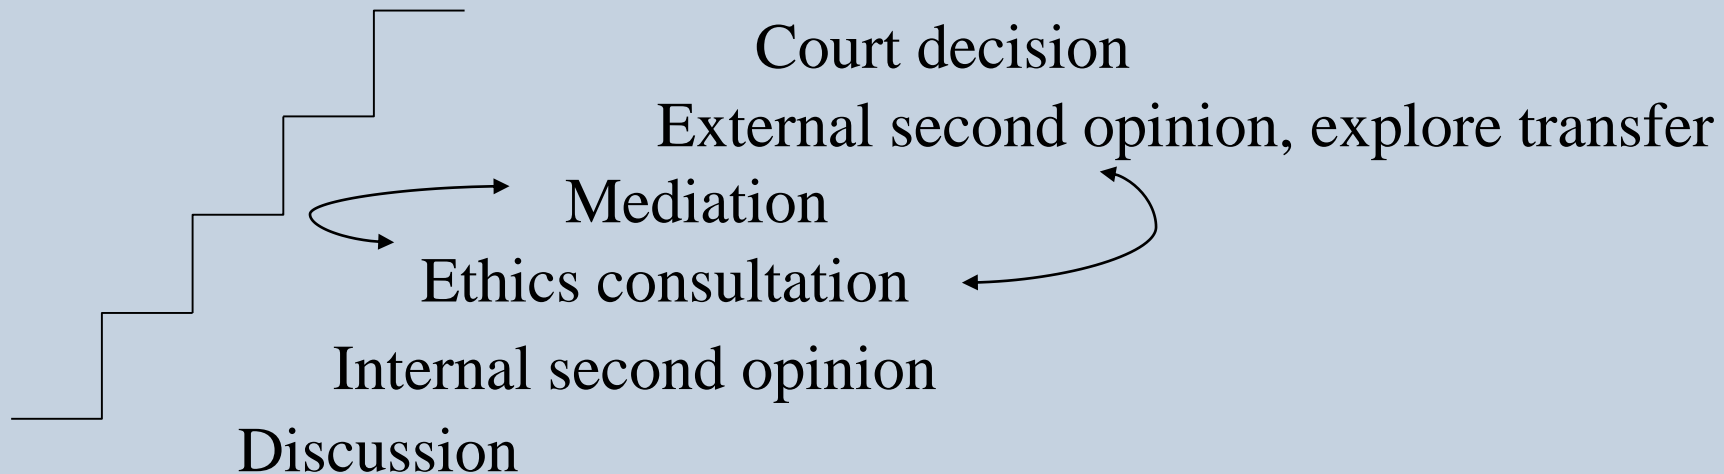 Court decision
External second opinion, explore transfer
Mediation
Ethics consultation
Internal second opinion
Discussion